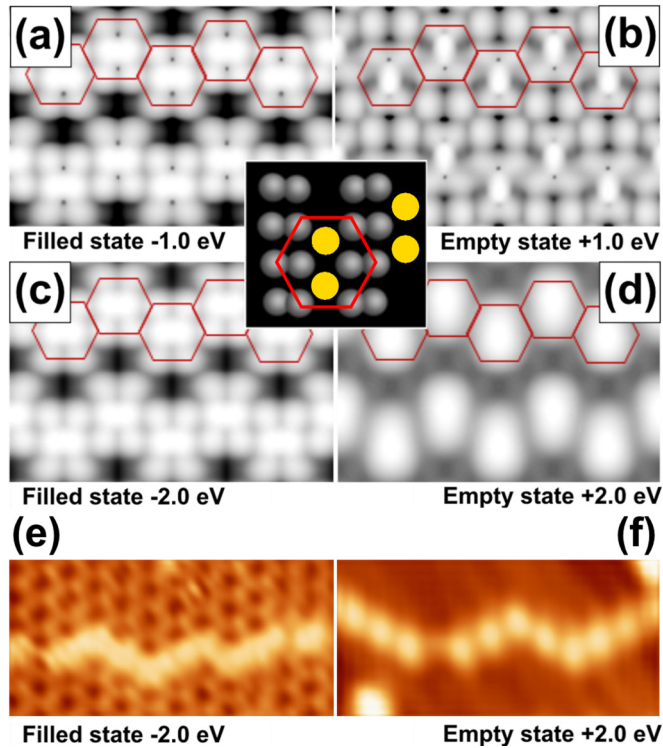 (a)
(b)
Filled state -1.0 eV
Empty state +1.0 eV
(c)
(d)
Filled state -2.0 eV
Empty state +2.0 eV
(e)
(f)
Filled state -2.0 eV
Empty state +2.0 eV